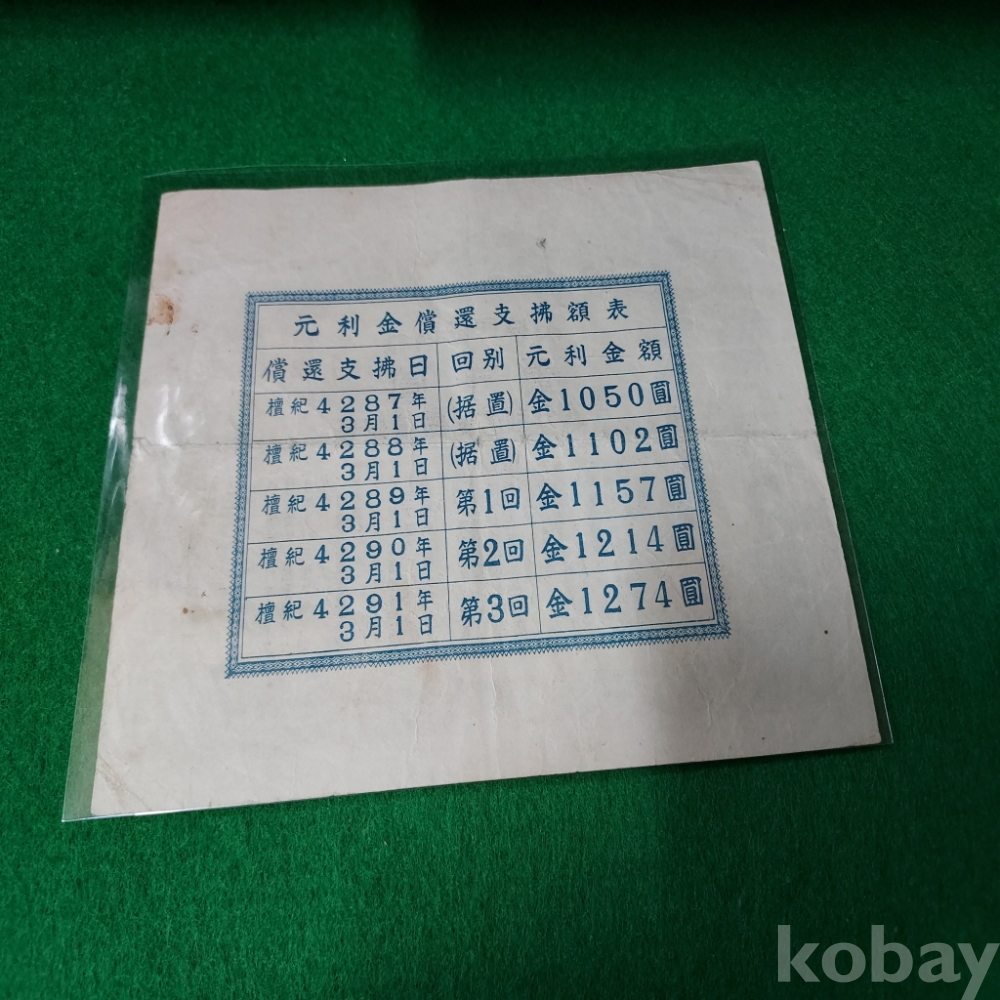 元利金償還支拂額表
償還支拂日 回別 元利金額
檀紀4287年3月1日 (据置) 金1050圓
檀紀4288年3月1日 (据置) 金1102圓
檀紀4289年3月1日 第1回 金1157圓
檀紀4290年3月1日 第2回 金1214圓
檀紀4291年3月1日 第3回 金1274圓
kobay